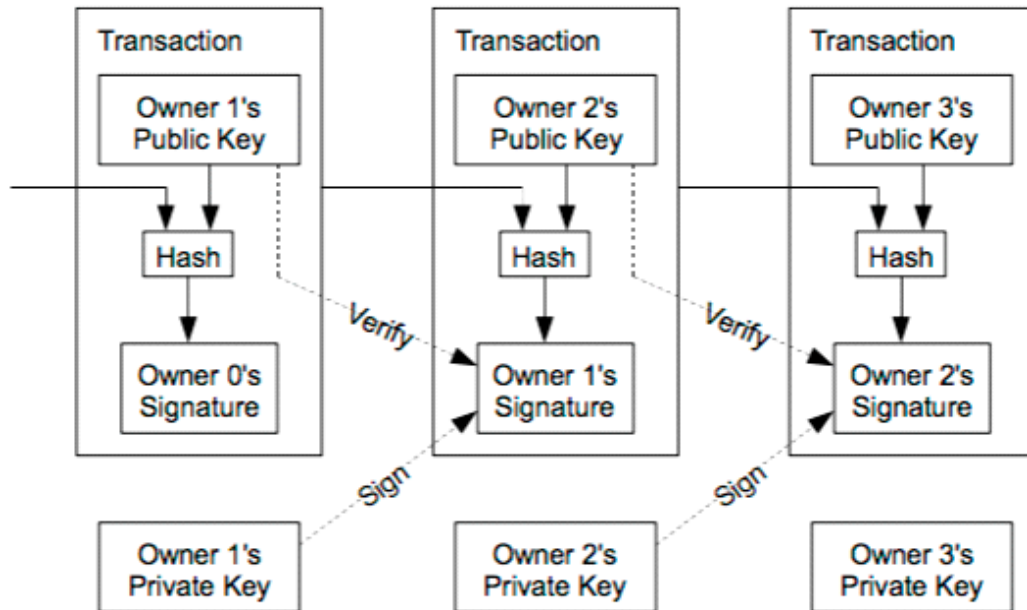 Transaction
Transaction
Transaction
Owner 1's
Public Key
Owner 2's
Public Key
Owner 3's
Public Key
Hash
Hash
Hash
Verify
Verify
Owner 0's
Signature
Owner 1's
Signature
Owner 2's
Signature
Sign
Sign
Owner 1's
Private Key
Owner 2's
Private Key
Owner 3's
Private Key